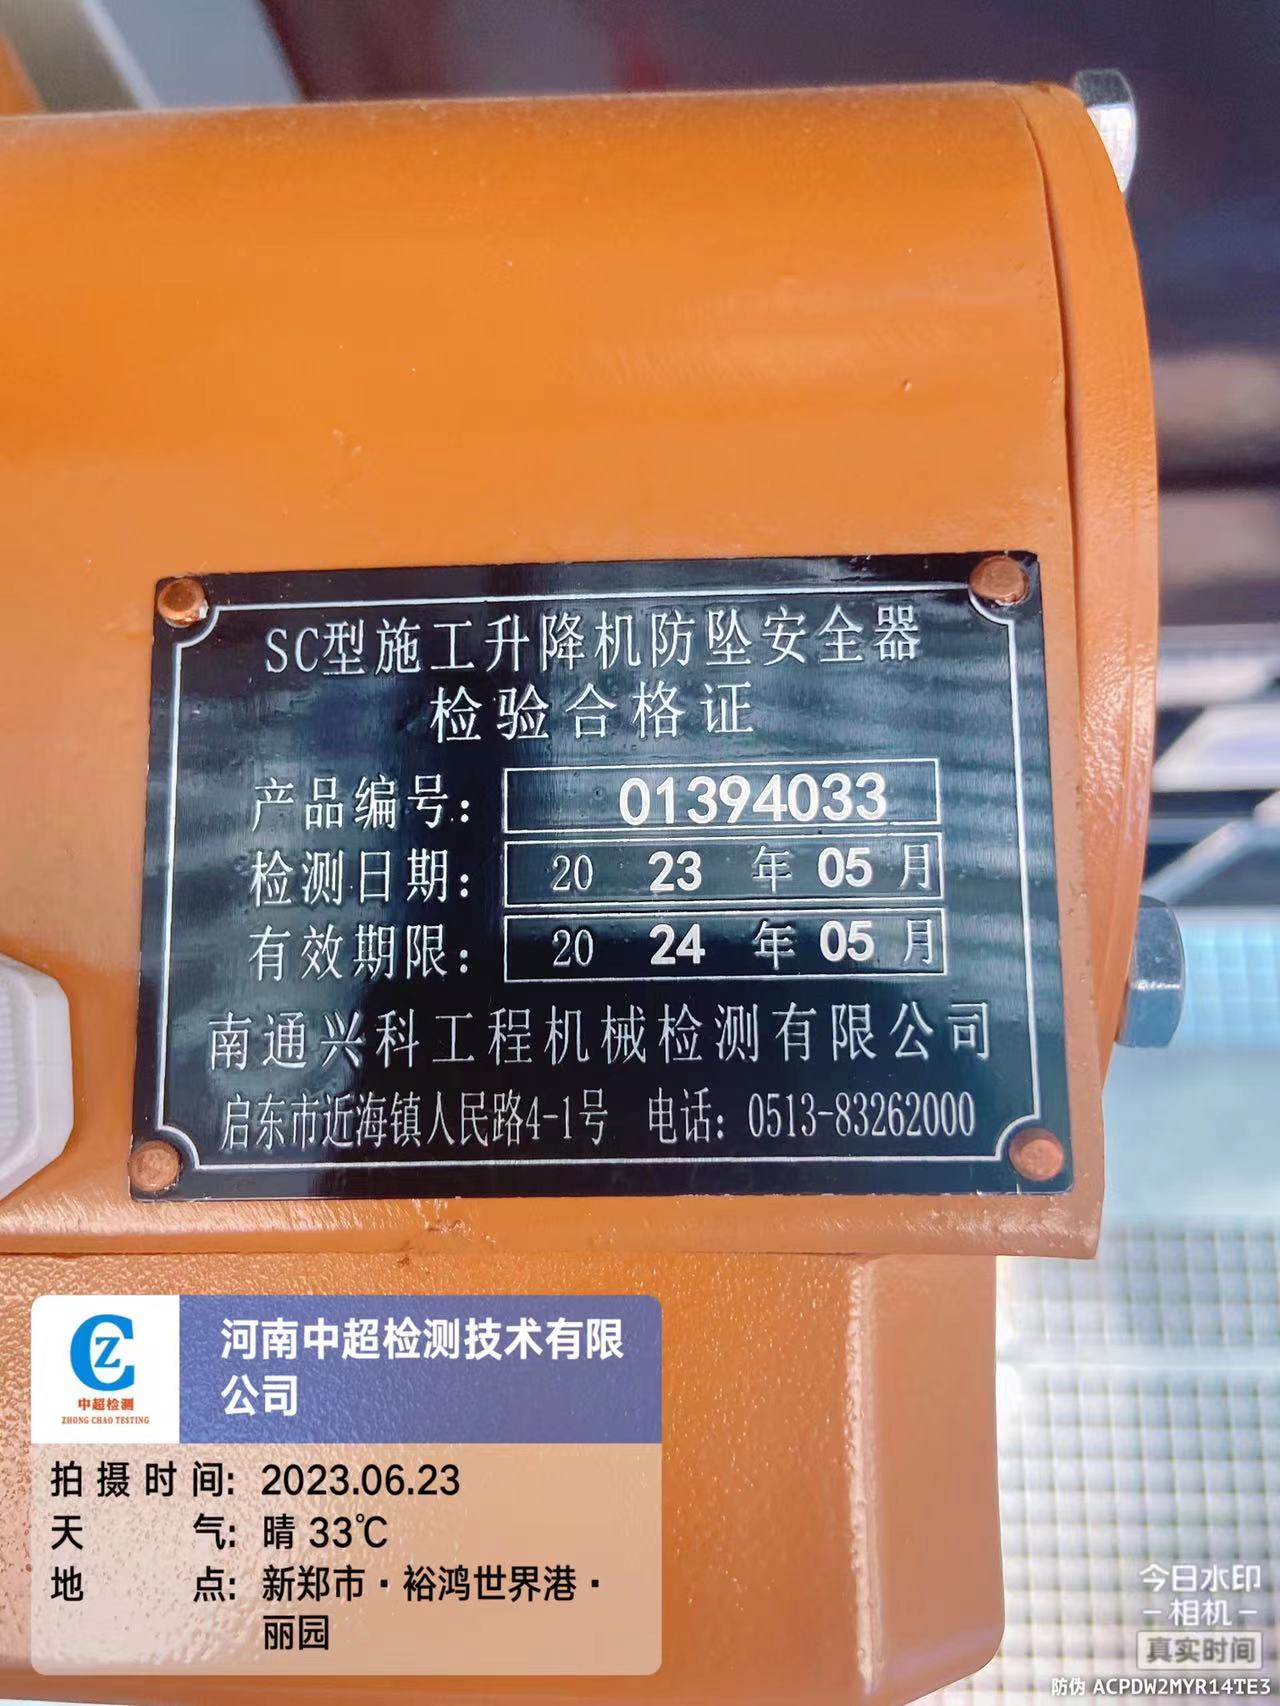 SC型施工升降机防坠安全器
检验合格证
产品编号： 01394033
检测日期： 20 23 年 05 月
有效期限： 20 24 年 05 月
南通兴科工程机械检测有限公司
启东市近海镇人民路4-1号 电话：0513-83262000
CZ
中超检测
ZHONG CHAO TESTING
河南中超检测技术有限
公司
拍摄时间: 2023.06.23
天气: 晴 33℃
地点: 新郑市·裕鸿世界港·
丽园
今日水印
-相机-
真实时间
防伪 ACPDW2MYR14TE3